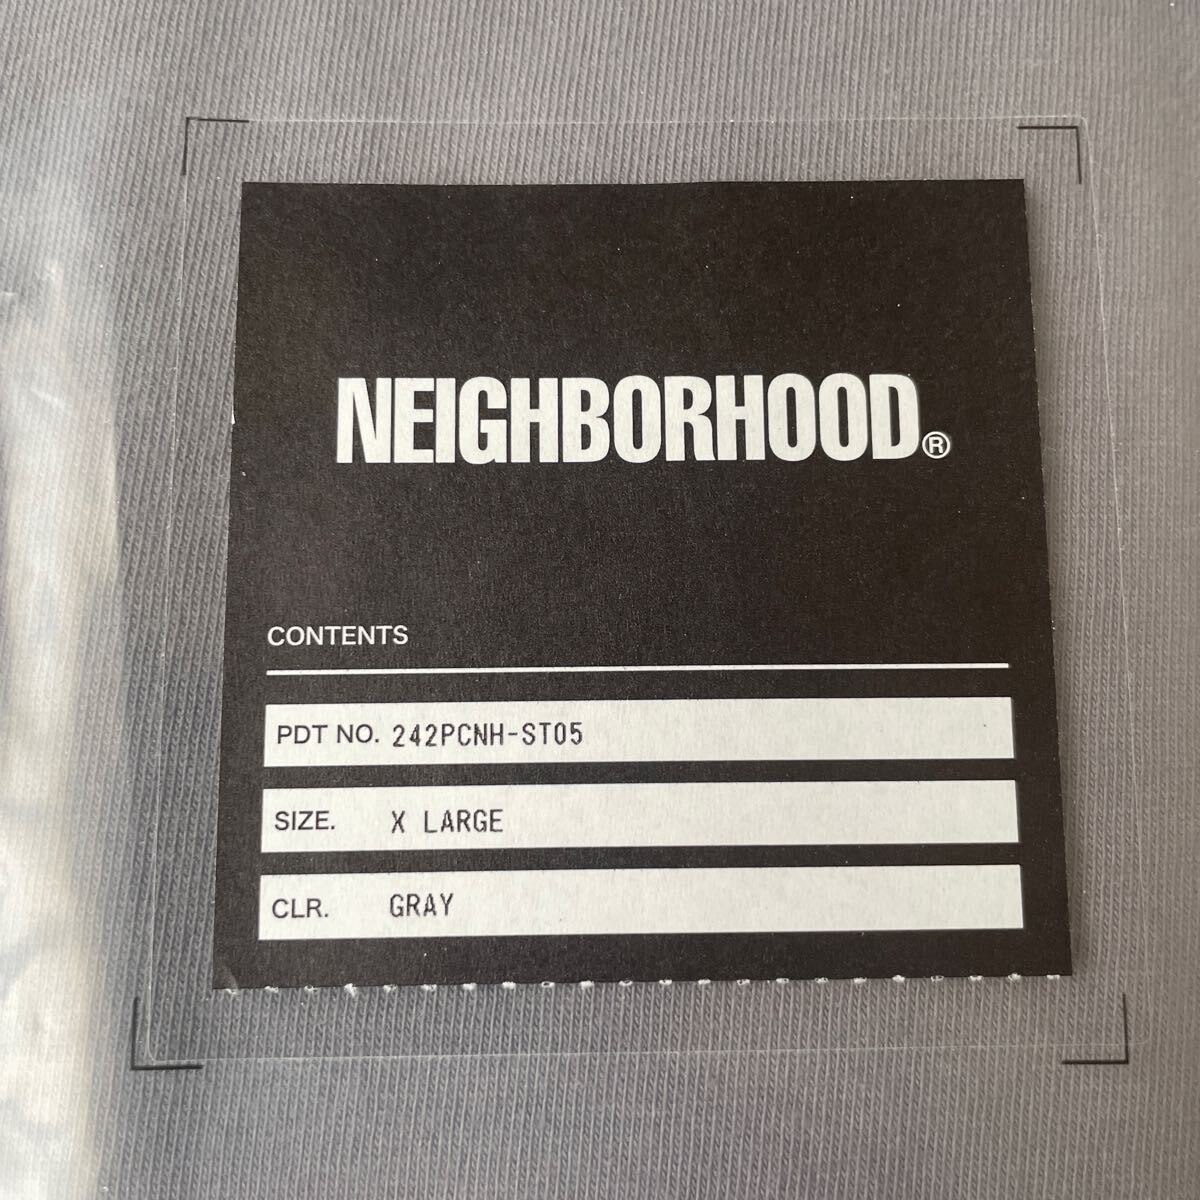 NEIGHBORHOOD®
CONTENTS
PDT NO. 242PCNH-ST05
SIZE. X LARGE
CLR. GRAY